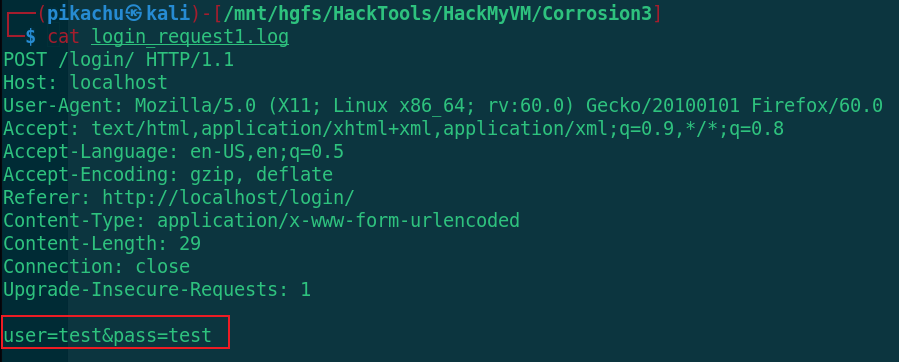 ┌──(pikachu㉿kali)-[/mnt/hgfs/HackTools/HackMyVM/Corrosion3]
└─$ cat login_request1.log
POST /login/ HTTP/1.1
Host: localhost
User-Agent: Mozilla/5.0 (X11; Linux x86_64; rv:60.0) Gecko/20100101 Firefox/60.0
Accept: text/html,application/xhtml+xml,application/xml;q=0.9,*/*;q=0.8
Accept-Language: en-US,en;q=0.5
Accept-Encoding: gzip, deflate
Referer: http://localhost/login/
Content-Type: application/x-www-form-urlencoded
Content-Length: 29
Connection: close
Upgrade-Insecure-Requests: 1
user=test&pass=test